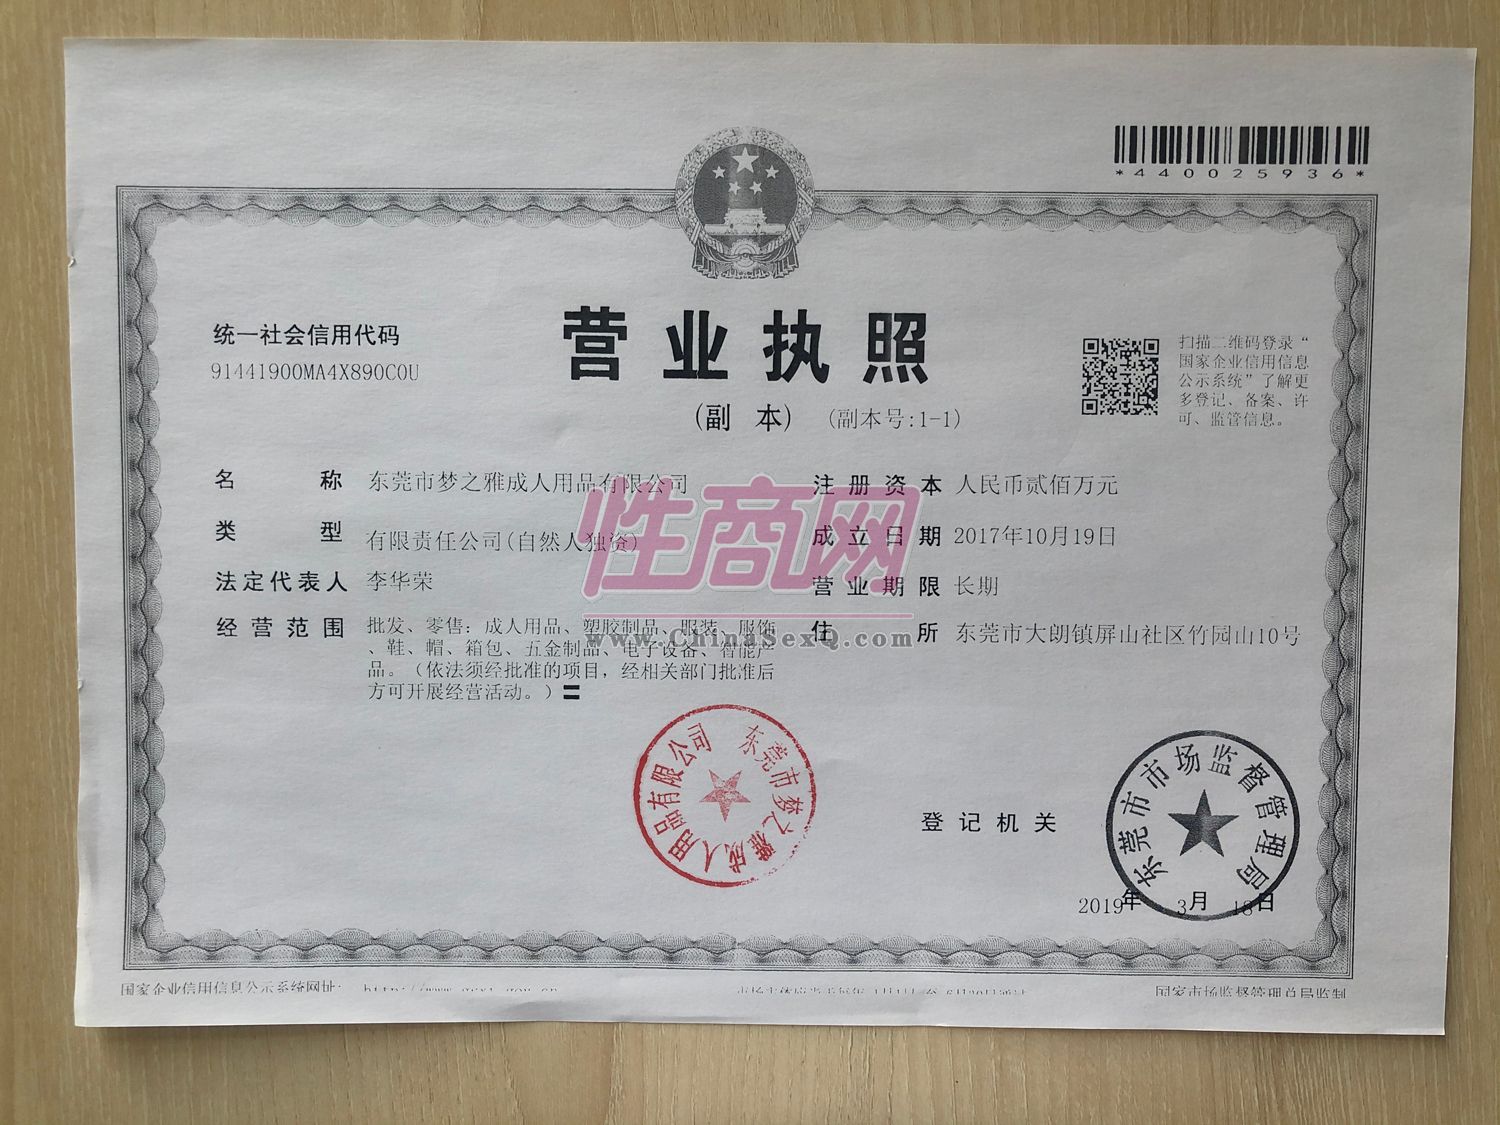 *440025936*
统一社会信用代码
91441900MA4X890C0U
营业执照
(副 本) (副本号:1-1)
扫描二维码登录“
国家企业信用信息
公示系统”了解更
多登记、备案、许
可、监管信息。
名 称 东莞市梦之雅成人用品有限公司
类 型 有限责任公司(自然人独资)
法定代表人 李华荣
经营范围 批发、零售：成人用品、塑胶制品、服装、服饰
、鞋、帽、箱包、五金制品、电子设备、智能产
品。（依法须经批准的项目，经相关部门批准后
方可开展经营活动。）
注册资本 人民币贰佰万元
成立日期 2017年10月19日
营业期限 长期
住 所 东莞市大朗镇屏山社区竹园山10号
性商网
www.ChinaSexQ.com
东莞市梦之雅成人用品有限公司
登记机关
东莞市市场监督管理局
2019年 3月 18日
国家企业信用信息公示系统网址：